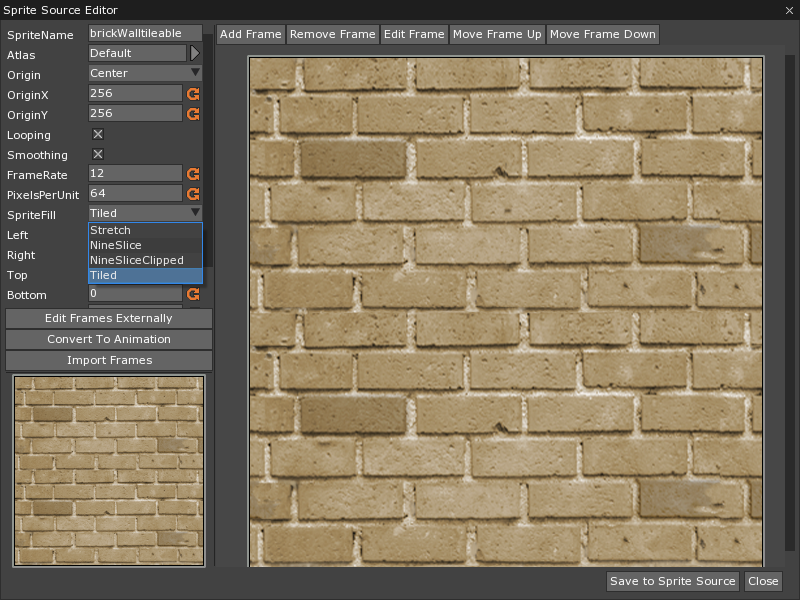 Sprite Source Editor
SpriteName brickWalltileable
Atlas Default
Origin Center
OriginX 256
OriginY 256
Looping
Smoothing
FrameRate 12
PixelsPerUnit 64
SpriteFill Tiled
Left
Right
Top
Stretch
NineSlice
NineSliceClipped
Tiled
Bottom 0
Edit Frames Externally
Convert To Animation
Import Frames
Add Frame Remove Frame Edit Frame Move Frame Up Move Frame Down
Save to Sprite Source Close